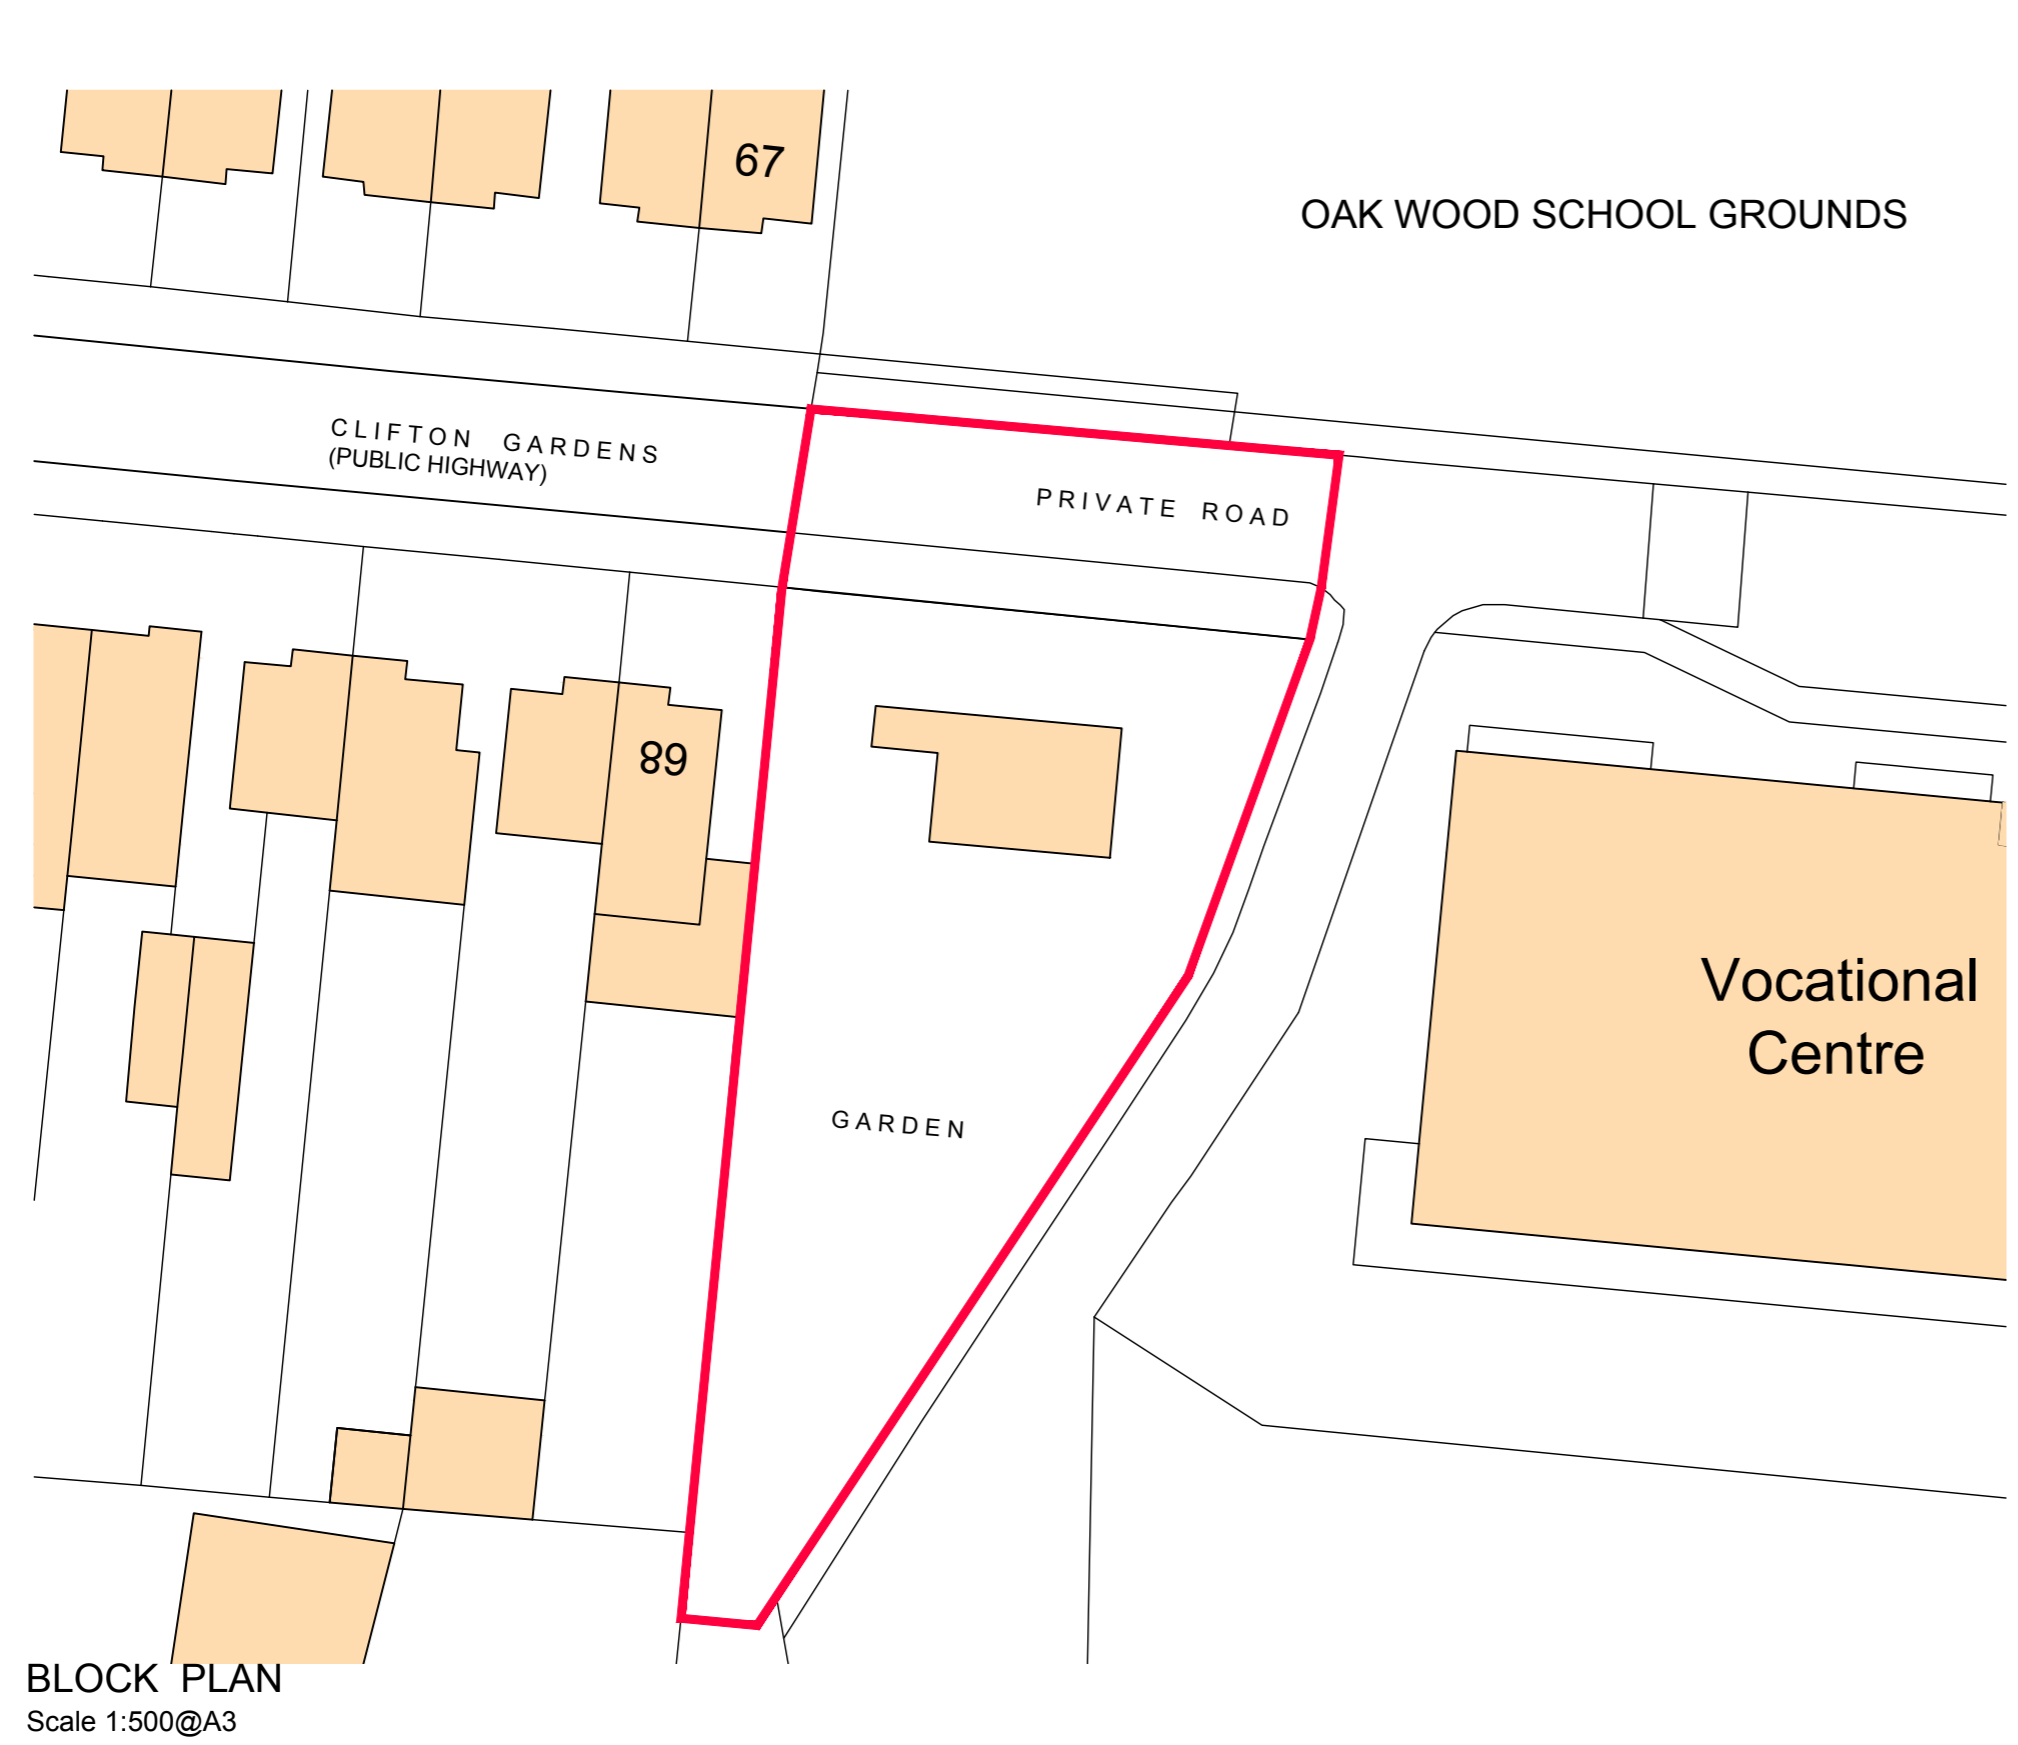 67
OAK WOOD SCHOOL GROUNDS
CLIFTON GARDENS
(PUBLIC HIGHWAY)
PRIVATE ROAD
89
Vocational
Centre
GARDEN
BLOCK PLAN
Scale 1:500@A3